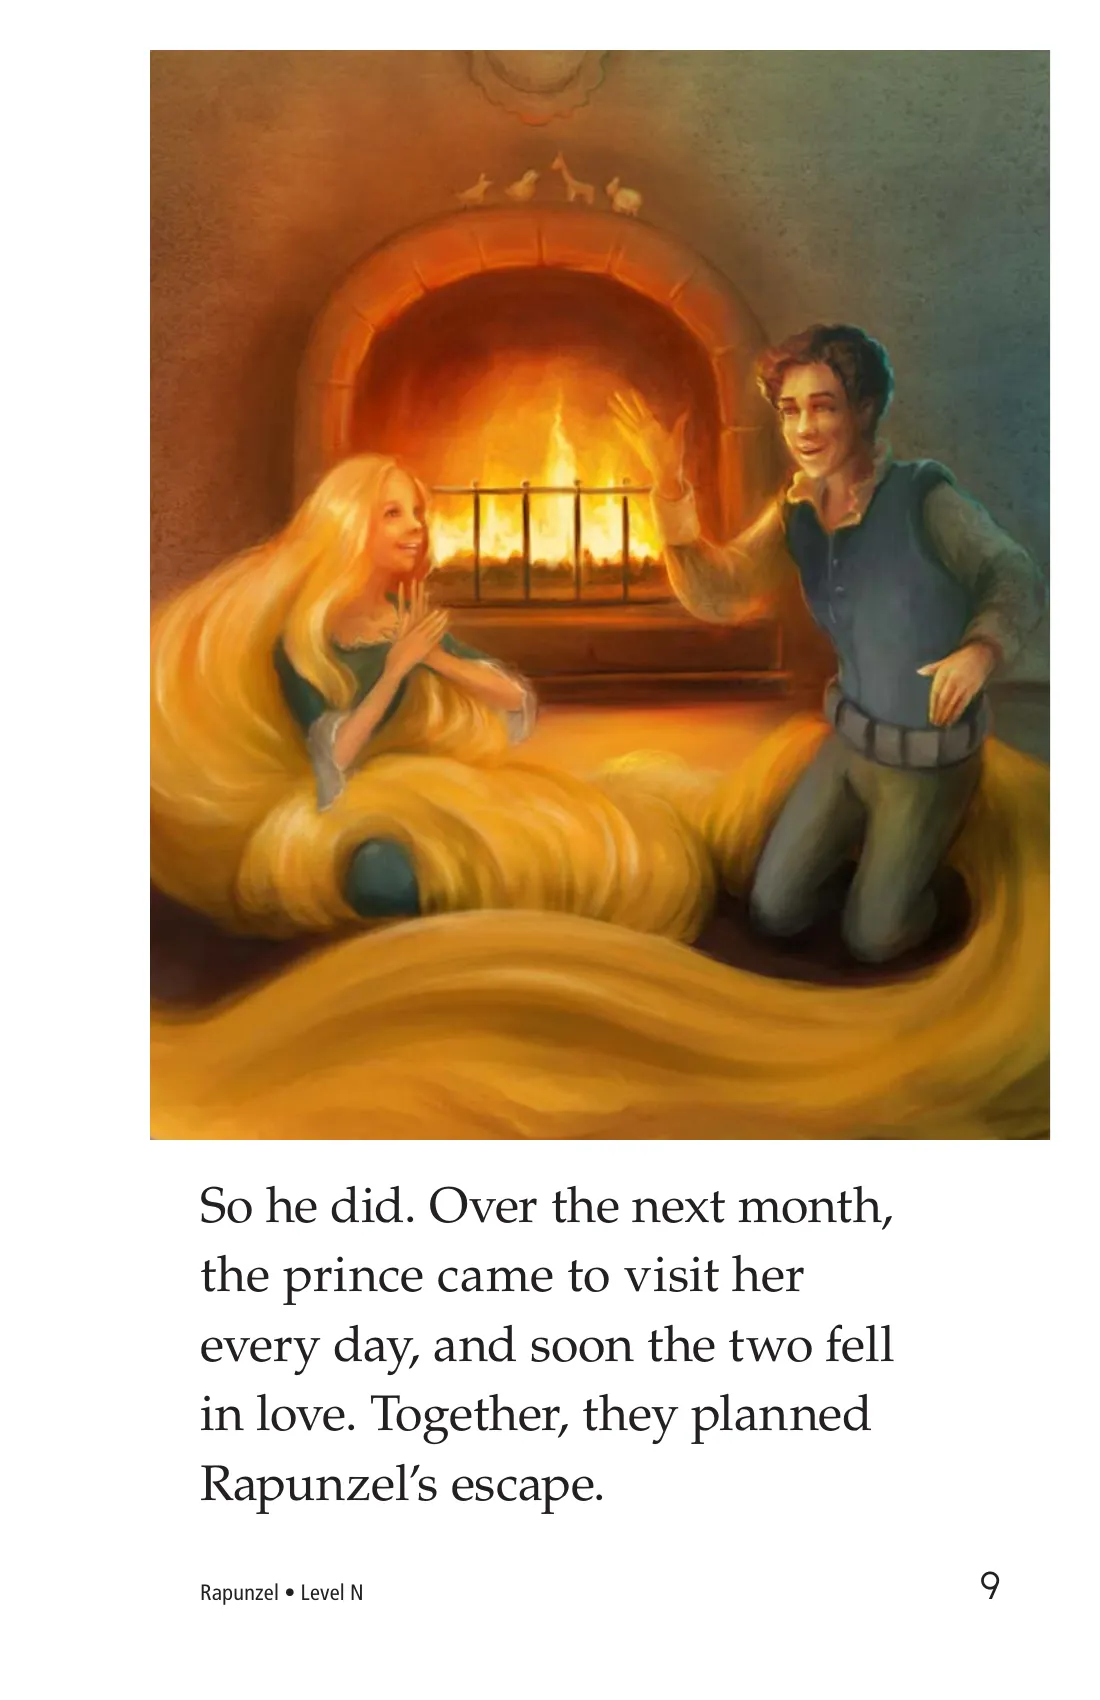 So he did. Over the next month,
the prince came to visit her
every day, and soon the two fell
in love. Together, they planned
Rapunzel’s escape.
Rapunzel • Level N
9